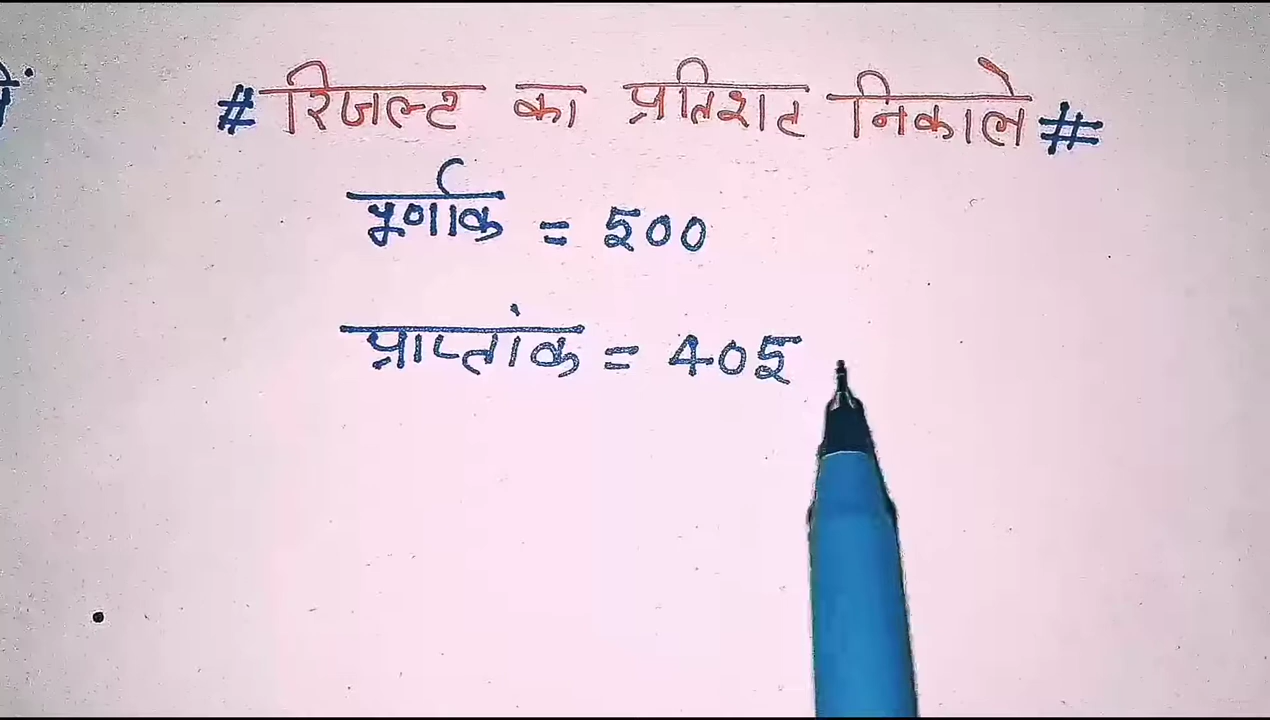 # रिजल्ट का प्रतिशत निकाले #
पूर्णाक = 500
प्राप्तांक = 405